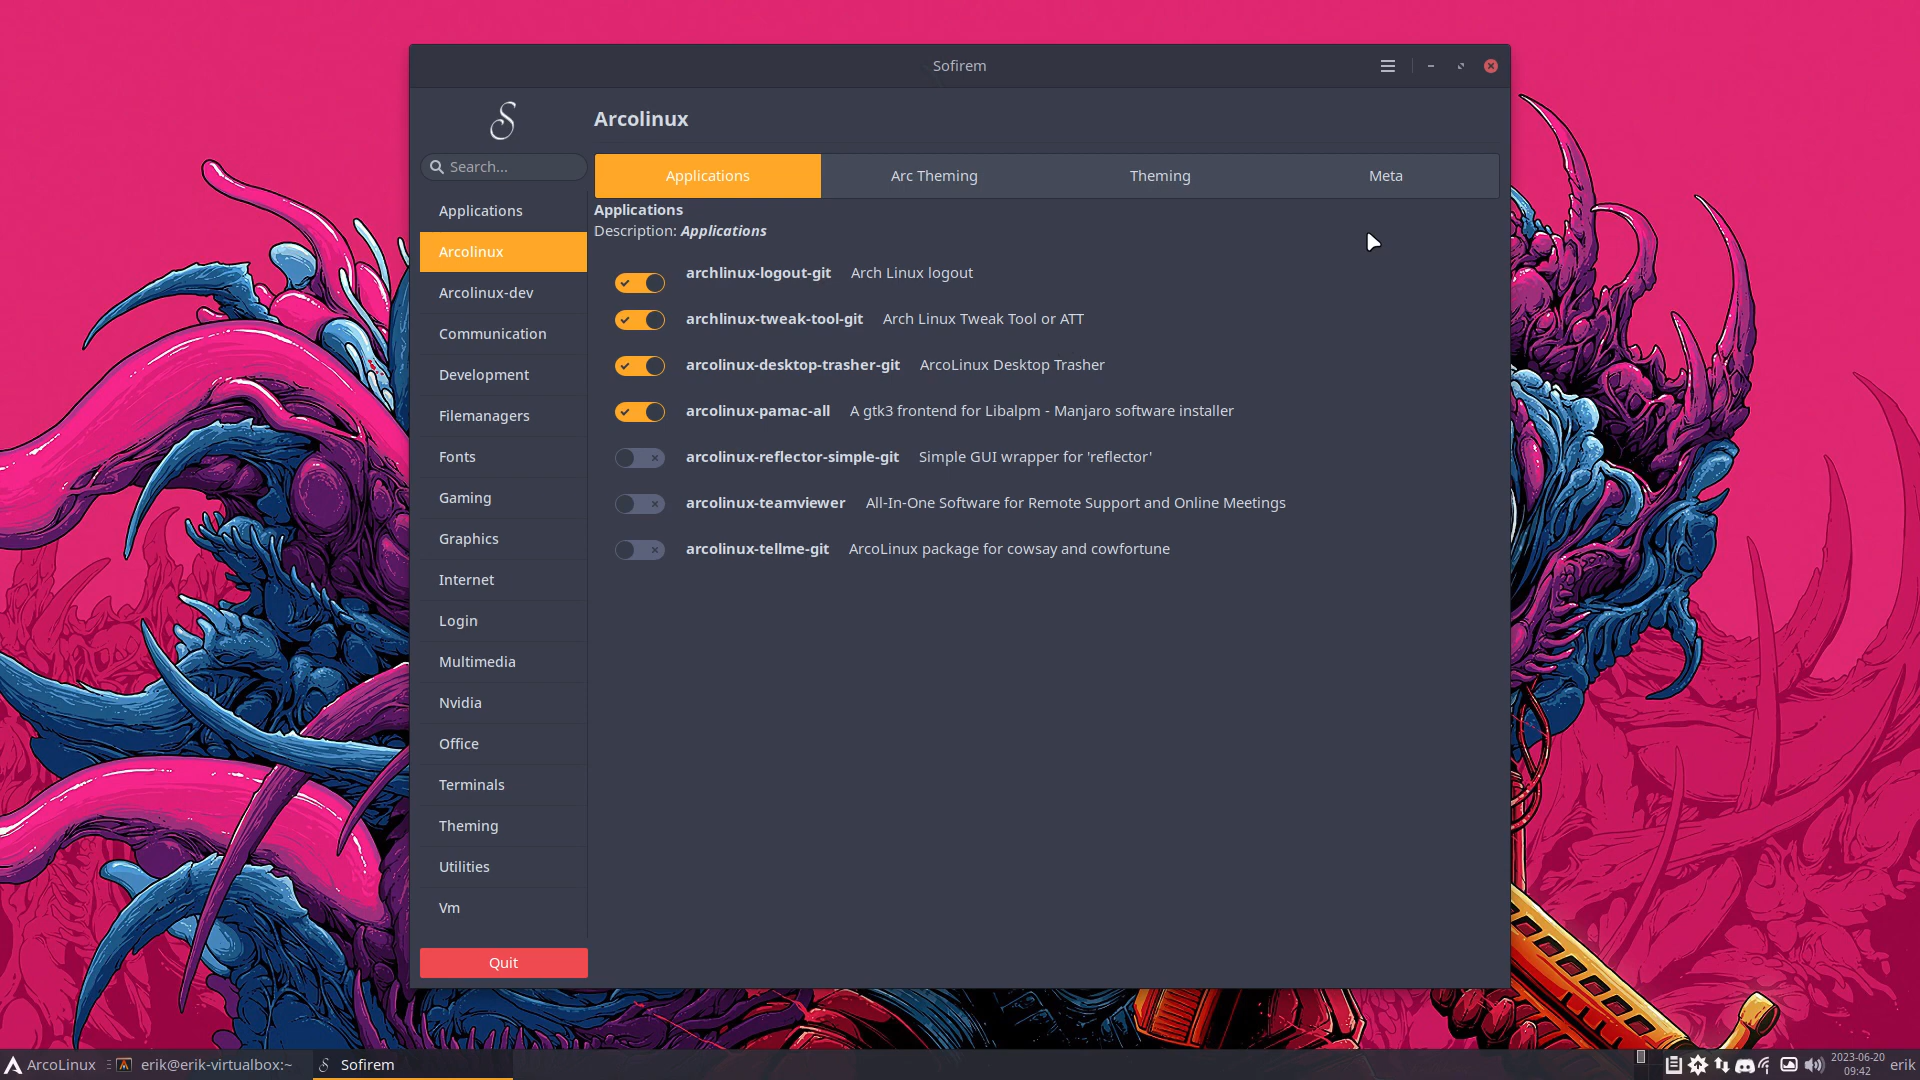 Sofirem
Arcolinux
Search...
Applications
Arcolinux
Arcolinux-dev
Communication
Development
Filemanagers
Fonts
Gaming
Graphics
Internet
Login
Multimedia
Nvidia
Office
Terminals
Theming
Utilities
Vm
Quit
Applications Arc Theming Theming Meta
Applications
Description: Applications
archlinux-logout-git Arch Linux logout
archlinux-tweak-tool-git Arch Linux Tweak Tool or ATT
arcolinux-desktop-trasher-git ArcoLinux Desktop Trasher
arcolinux-pamac-all A gtk3 frontend for Libalpm - Manjaro software installer
arcolinux-reflector-simple-git Simple GUI wrapper for 'reflector'
arcolinux-teamviewer All-In-One Software for Remote Support and Online Meetings
arcolinux-tellme-git ArcoLinux package for cowsay and cowfortune
ArcoLinux erik@erik-virtualbox:~ Sofirem
2023-06-20
09:42
erik